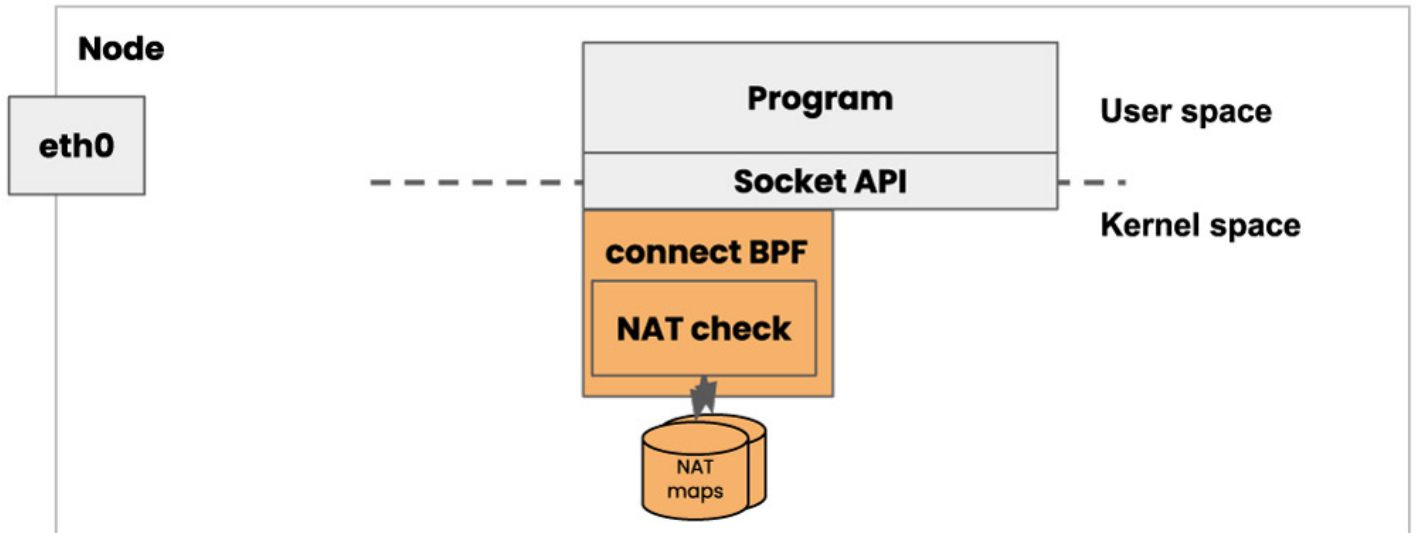 Node
eth0
Program
User space
Socket API
Kernel space
connect BPF
NAT check
NAT
maps